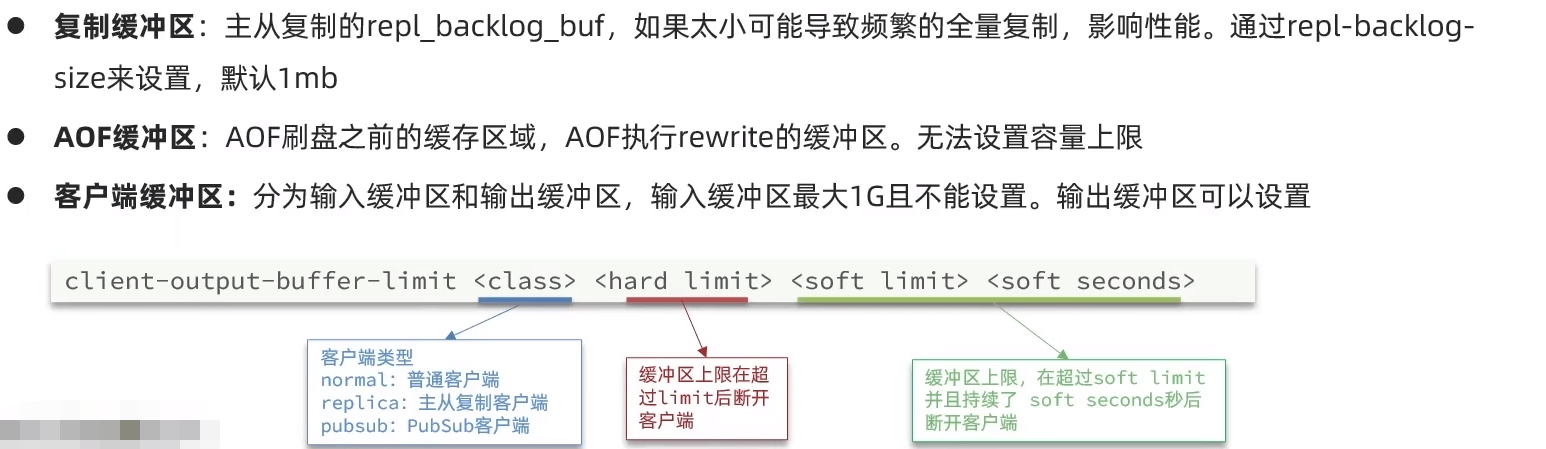 ● 复制缓冲区：主从复制的repl_backlog_buf，如果太小可能导致频繁的全量复制，影响性能。通过repl-backlog-
size来设置，默认1mb
● AOF缓冲区：AOF刷盘之前的缓存区域，AOF执行rewrite的缓冲区。无法设置容量上限
● 客户端缓冲区：分为输入缓冲区和输出缓冲区，输入缓冲区最大1G且不能设置。输出缓冲区可以设置
client-output-buffer-limit <class> <hard limit> <soft limit> <soft seconds>
客户端类型
normal：普通客户端
replica：主从复制客户端
pubsub：PubSub客户端
缓冲区上限在超
过limit后断开
客户端
缓冲区上限，在超过soft limit
并且持续了 soft seconds秒后
断开客户端